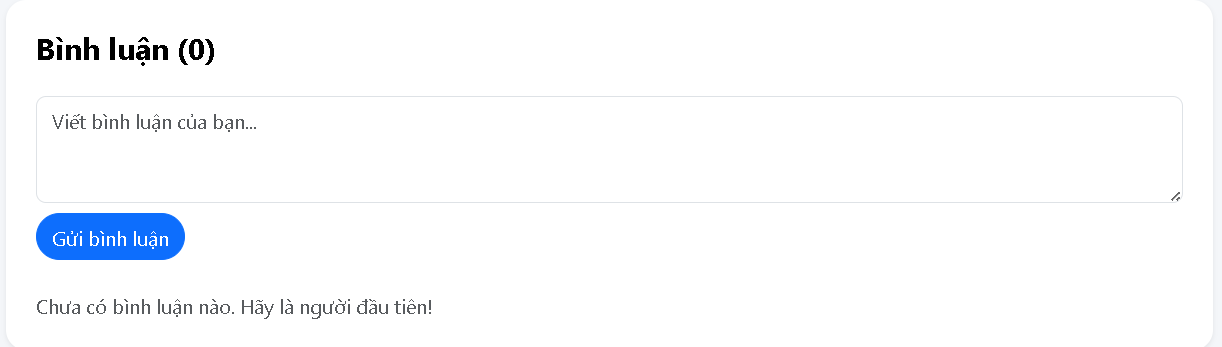 Bình luận (0)
Viết bình luận của bạn...
Gửi bình luận
Chưa có bình luận nào. Hãy là người đầu tiên!